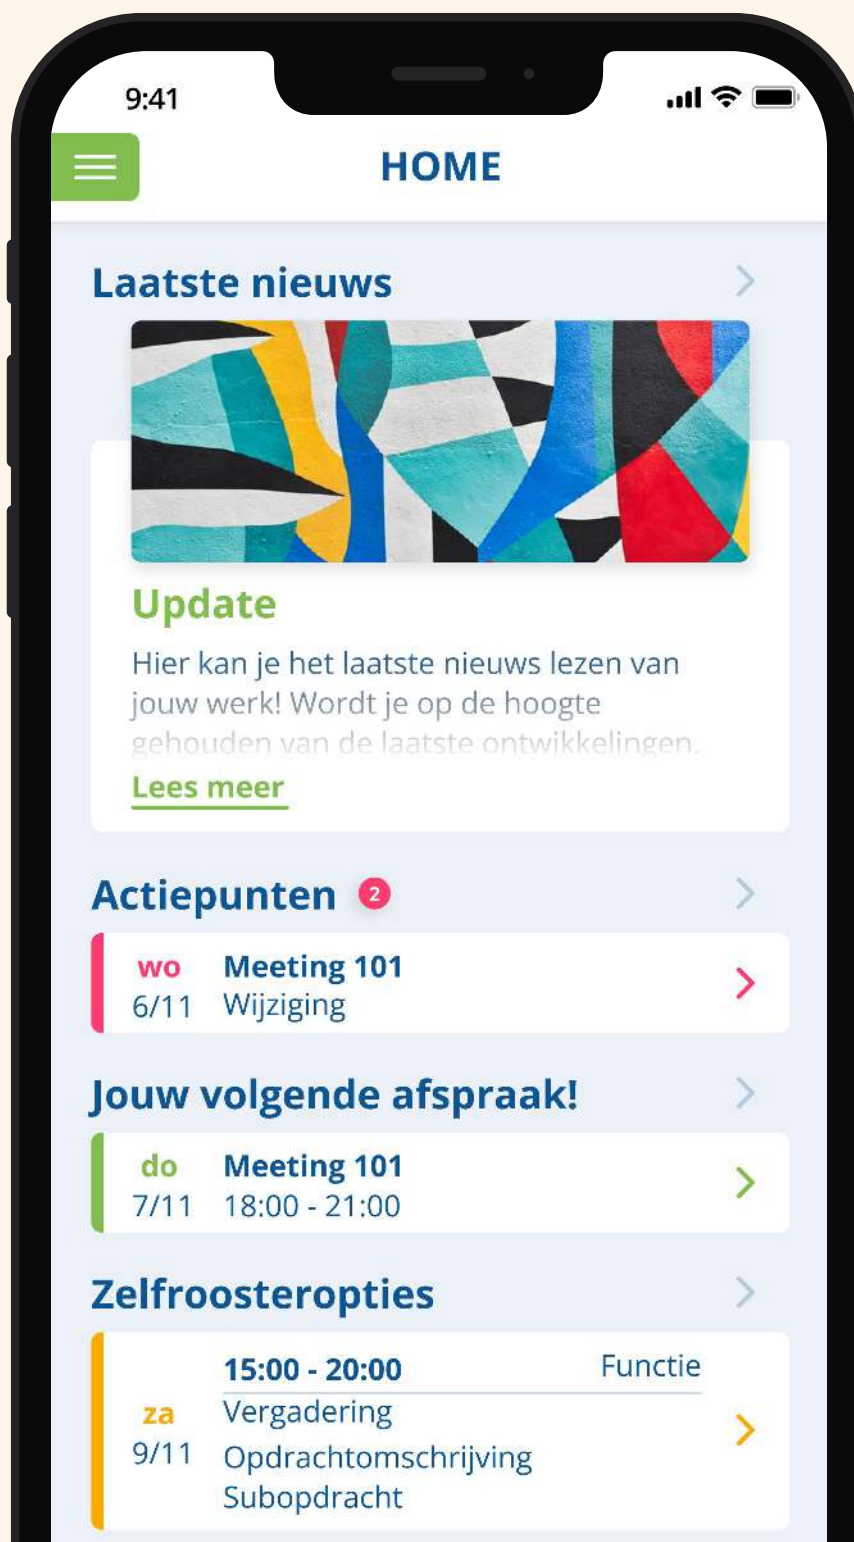 9:41
HOME
Laatste nieuws
Update
Hier kan je het laatste nieuws lezen van
jouw werk! Wordt je op de hoogte
gehouden van de laatste ontwikkelingen.
Lees meer
Actiepunten 2
wo Meeting 101
6/11 Wijziging
Jouw volgende afspraak!
do Meeting 101
7/11 18:00 - 21:00
Zelfroosteropties
15:00 - 20:00 Functie
za Vergadering
9/11 Opdrachtomschrijving
Subopdracht